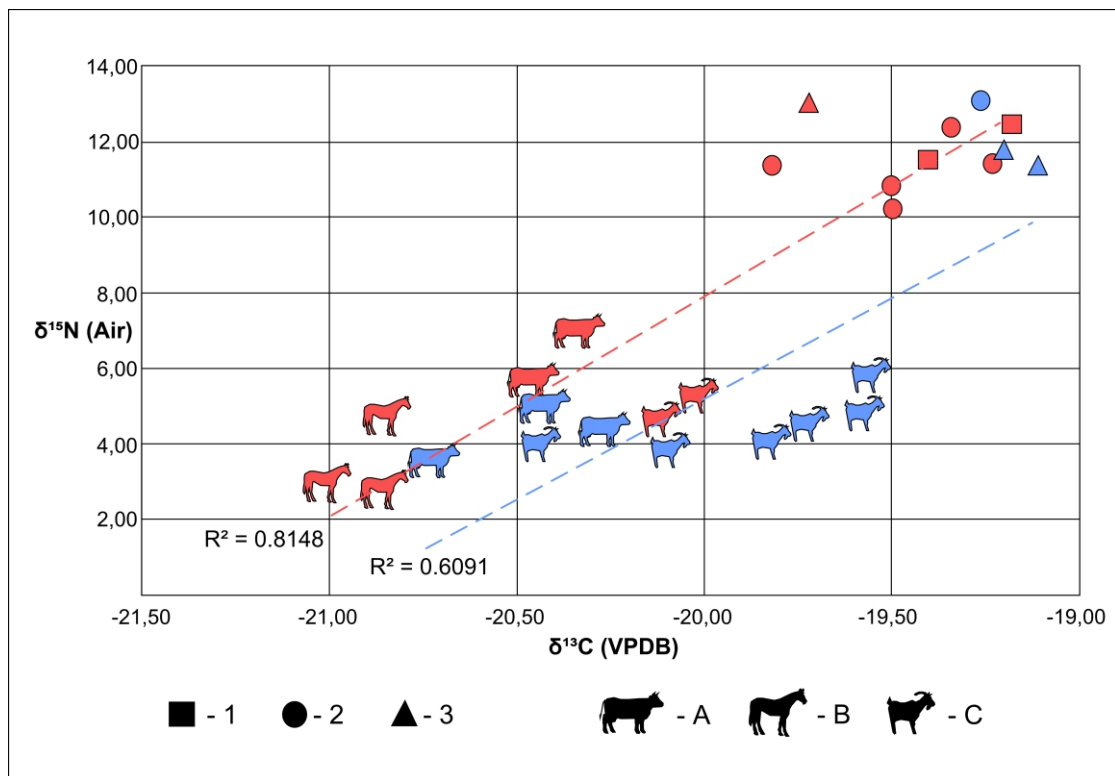 14,00
12,00
10,00
8,00
δ¹⁵N (Air)
6,00
4,00
2,00
R² = 0.8148
R² = 0.6091
-21,50 -21,00 -20,50 -20,00 -19,50 -19,00
δ¹³C (VPDB)
- 1 - 2 - 3 - A - B - C